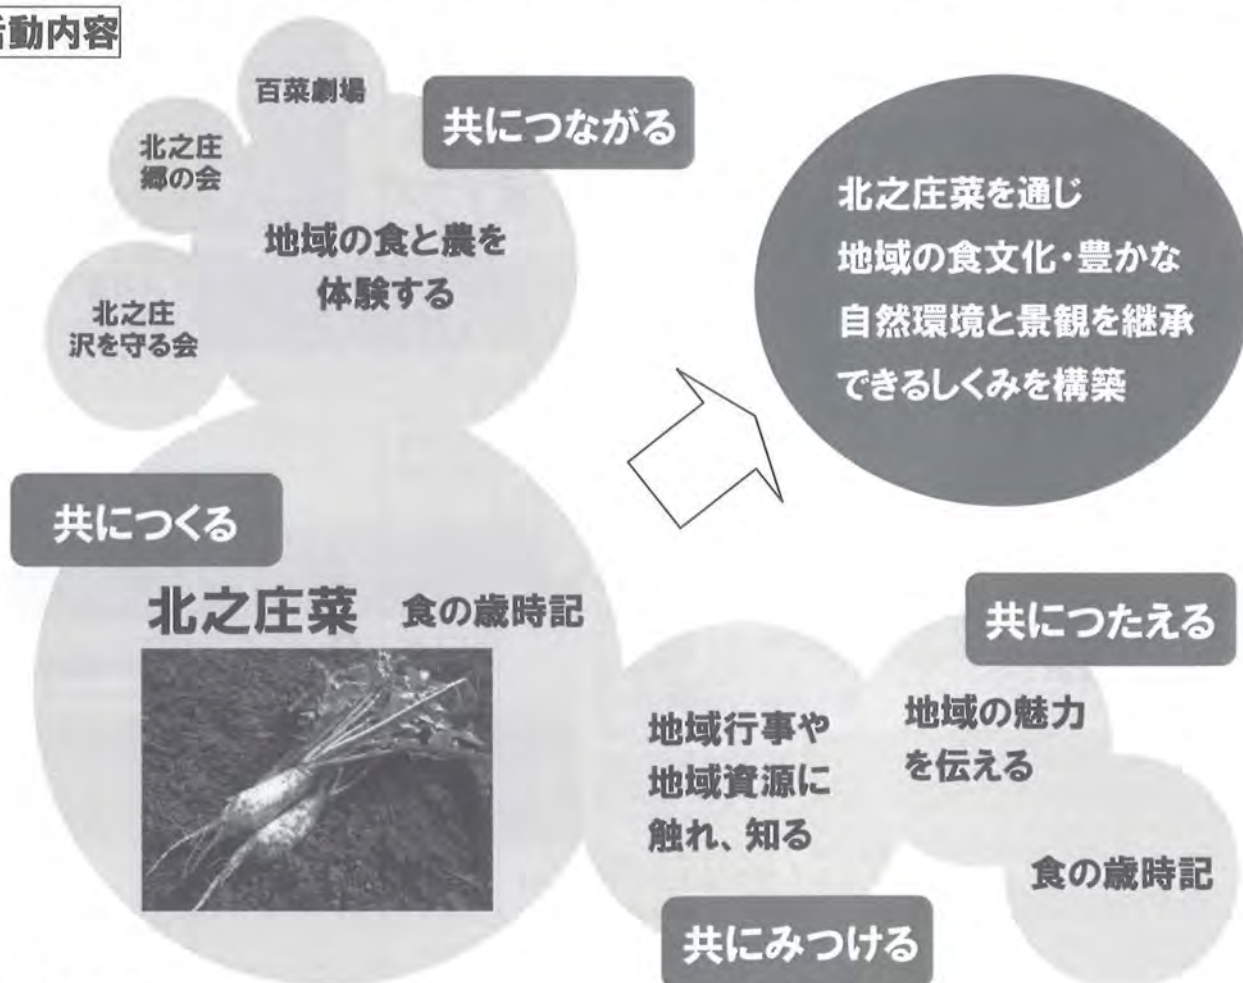 活動内容
百菜劇場
共につながる
北之庄
郷の会
地域の食と農を
体験する
北之庄
沢を守る会
北之庄菜を通じ
地域の食文化・豊かな
自然環境と景観を継承
できるしくみを構築
共につくる
北之庄菜 食の歳時記
共につたえる
地域の魅力
を伝える
地域行事や
地域資源に
触れ、知る
食の歳時記
共にみつける